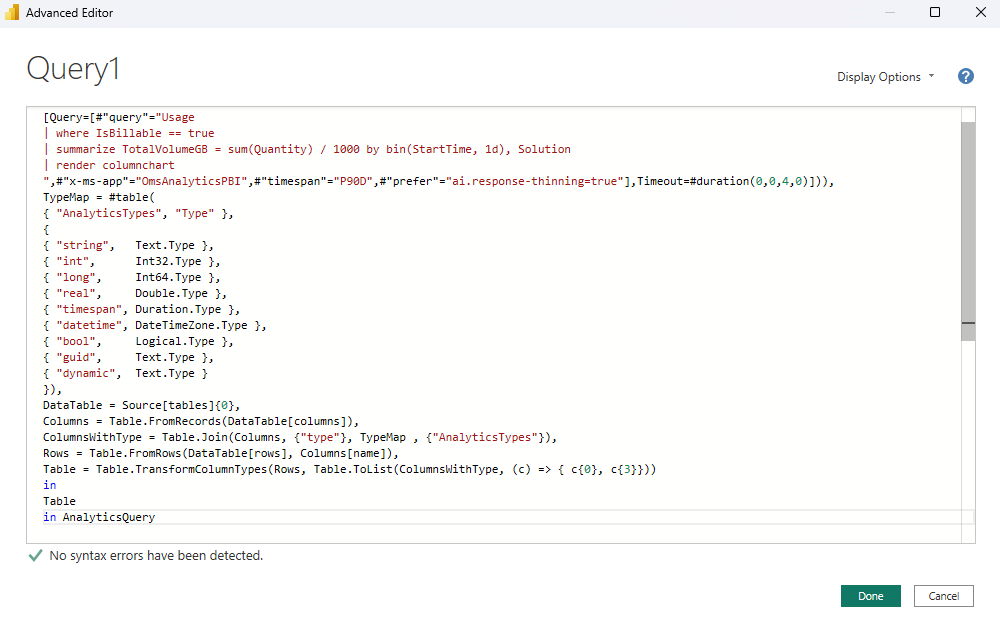 Advanced Editor
Query1
Display Options
?
[Query=[#"query"="Usage
| where IsBillable == true
| summarize TotalVolumeGB = sum(Quantity) / 1000 by bin(StartTime, 1d), Solution
| render columnchart
",#"x-ms-app"="OmsAnalyticsPBI",#"timespan"="P90D",#"prefer"="ai.response-thinning=true"],Timeout=#duration(0,0,4,0)])),
TypeMap = #table(
{ "AnalyticsTypes", "Type" },
{
{ "string",   Text.Type },
{ "int",      Int32.Type },
{ "long",     Int64.Type },
{ "real",     Double.Type },
{ "timespan", Duration.Type },
{ "datetime", DateTimeZone.Type },
{ "bool",     Logical.Type },
{ "guid",     Text.Type },
{ "dynamic",  Text.Type }
}),
DataTable = Source[tables]{0},
Columns = Table.FromRecords(DataTable[columns]),
ColumnsWithType = Table.Join(Columns, {"type"}, TypeMap , {"AnalyticsTypes"}),
Rows = Table.FromRows(DataTable[rows], Columns[name]),
Table = Table.TransformColumnTypes(Rows, Table.ToList(ColumnsWithType, (c) => { c{0}, c{3}}))
in
Table
in AnalyticsQuery
No syntax errors have been detected.
Done
Cancel